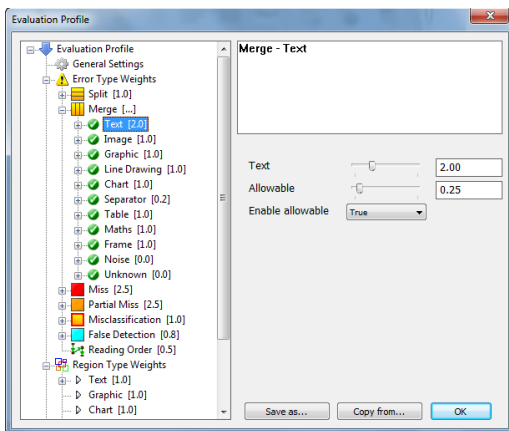 Evaluation Profile
Evaluation Profile
General Settings
Error Type Weights
Split [1.0]
Merge [...]
Text [2.0]
Image [1.0]
Graphic [1.0]
Line Drawing [1.0]
Chart [1.0]
Separator [0.2]
Table [1.0]
Maths [1.0]
Frame [1.0]
Noise [0.0]
Unknown [0.0]
Miss [2.5]
Partial Miss [2.5]
Misclassification [1.0]
False Detection [0.8]
Reading Order [0.5]
Region Type Weights
Text [1.0]
Graphic [1.0]
Chart [1.0]
Merge - Text
Text 2.00
Allowable 0.25
Enable allowable True
Save as... Copy from... OK